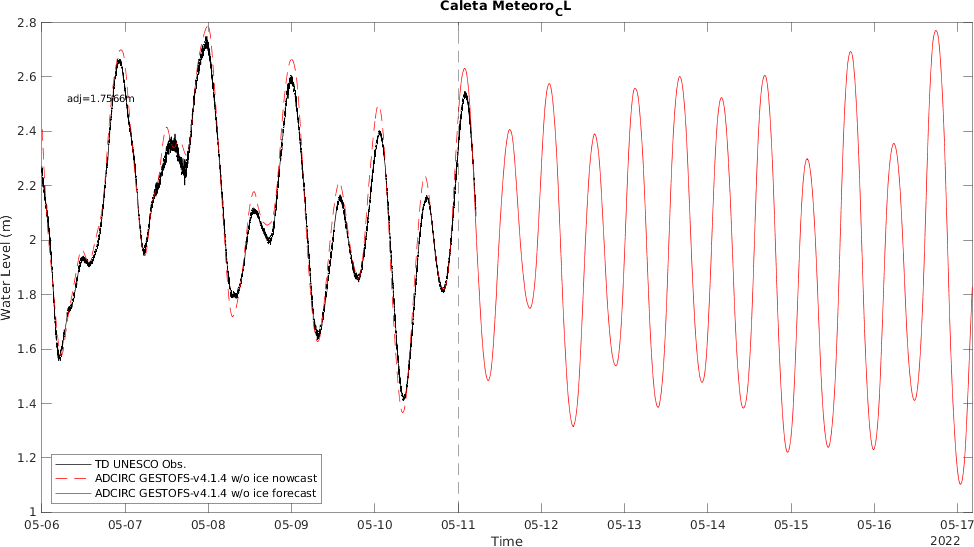 Caleta Meteoro_CL
2.8
2.6
adj=1.7566m
2.4
2.2
2
1.8
1.6
1.4
1.2
1
Water Level (m)
TD UNESCO Obs.
ADCIRC GESTOFS-v4.1.4 w/o ice nowcast
ADCIRC GESTOFS-v4.1.4 w/o ice forecast
05-06 05-07 05-08 05-09 05-10 05-11 05-12 05-13 05-14 05-15 05-16 05-17
Time
2022